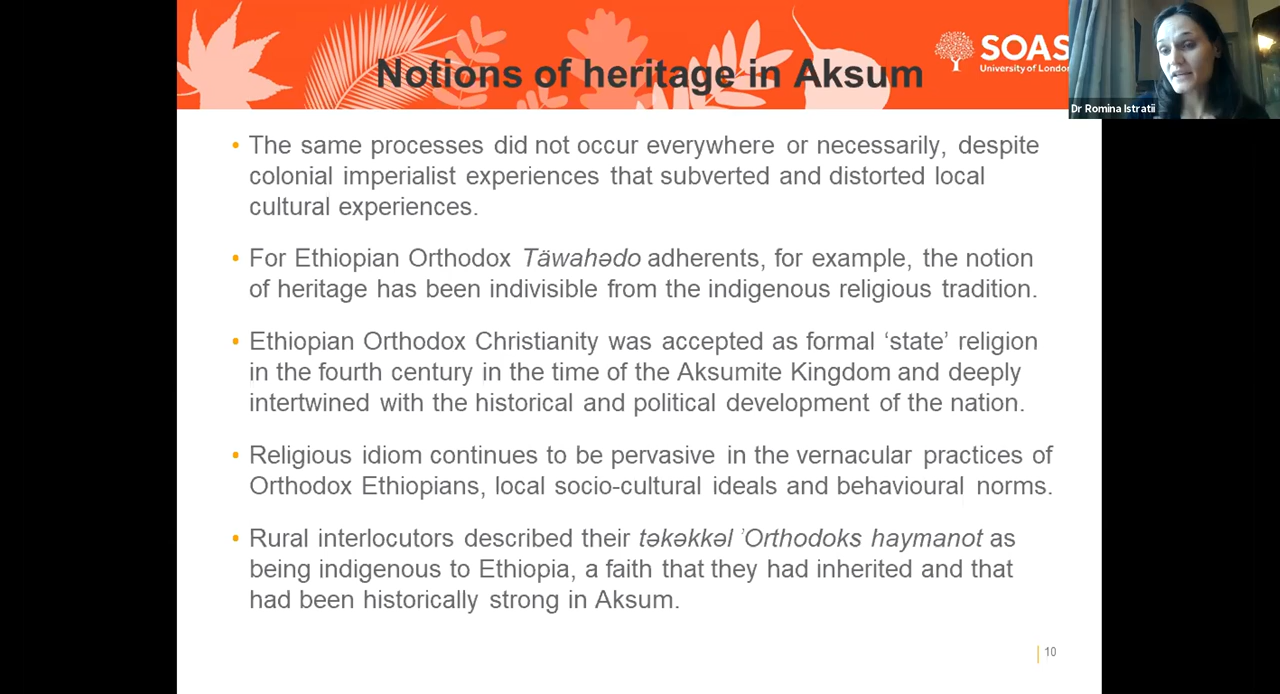 Notions of heritage in Aksum
SOAS
University of London
Dr Romina Istratii
• The same processes did not occur everywhere or necessarily, despite
colonial imperialist experiences that subverted and distorted local
cultural experiences.
• For Ethiopian Orthodox Täwahədo adherents, for example, the notion
of heritage has been indivisible from the indigenous religious tradition.
• Ethiopian Orthodox Christianity was accepted as formal ‘state’ religion
in the fourth century in the time of the Aksumite Kingdom and deeply
intertwined with the historical and political development of the nation.
• Religious idiom continues to be pervasive in the vernacular practices of
Orthodox Ethiopians, local socio-cultural ideals and behavioural norms.
• Rural interlocutors described their təkəkkəl ʾOrthodoks haymanot as
being indigenous to Ethiopia, a faith that they had inherited and that
had been historically strong in Aksum.
10